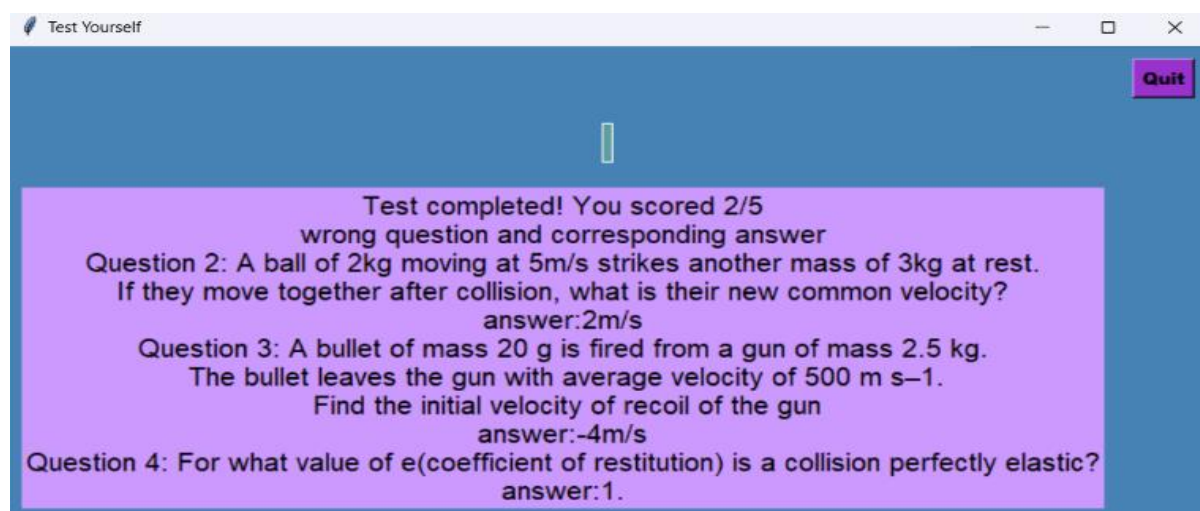 Test Yourself
Quit
Test completed! You scored 2/5
wrong question and corresponding answer
Question 2: A ball of 2kg moving at 5m/s strikes another mass of 3kg at rest.
If they move together after collision, what is their new common velocity?
answer:2m/s
Question 3: A bullet of mass 20 g is fired from a gun of mass 2.5 kg.
The bullet leaves the gun with average velocity of 500 m s–1.
Find the initial velocity of recoil of the gun
answer:-4m/s
Question 4: For what value of e(coefficient of restitution) is a collision perfectly elastic?
answer:1.